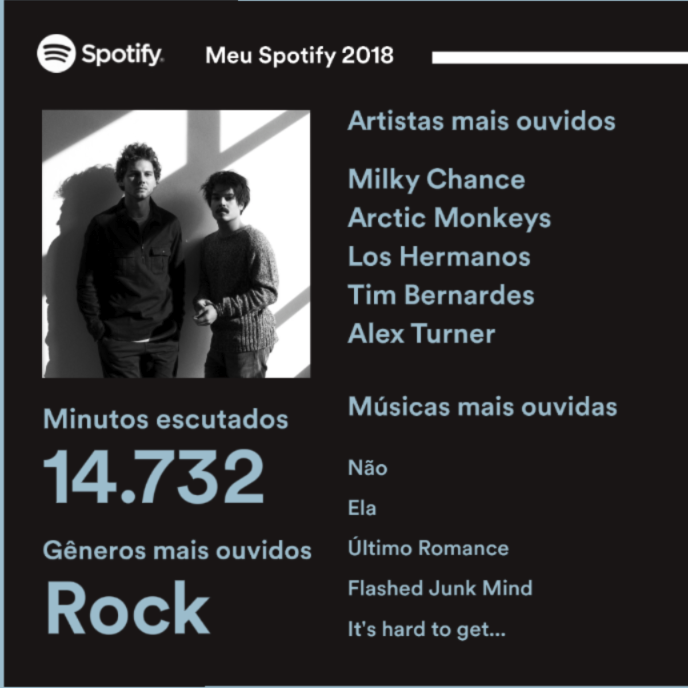 Spotify
Meu Spotify 2018
Artistas mais ouvidos
Milky Chance
Arctic Monkeys
Los Hermanos
Tim Bernardes
Alex Turner
Minutos escutados
14.732
Gêneros mais ouvidos
Rock
Músicas mais ouvidas
Não
Ela
Último Romance
Flashed Junk Mind
It's hard to get...